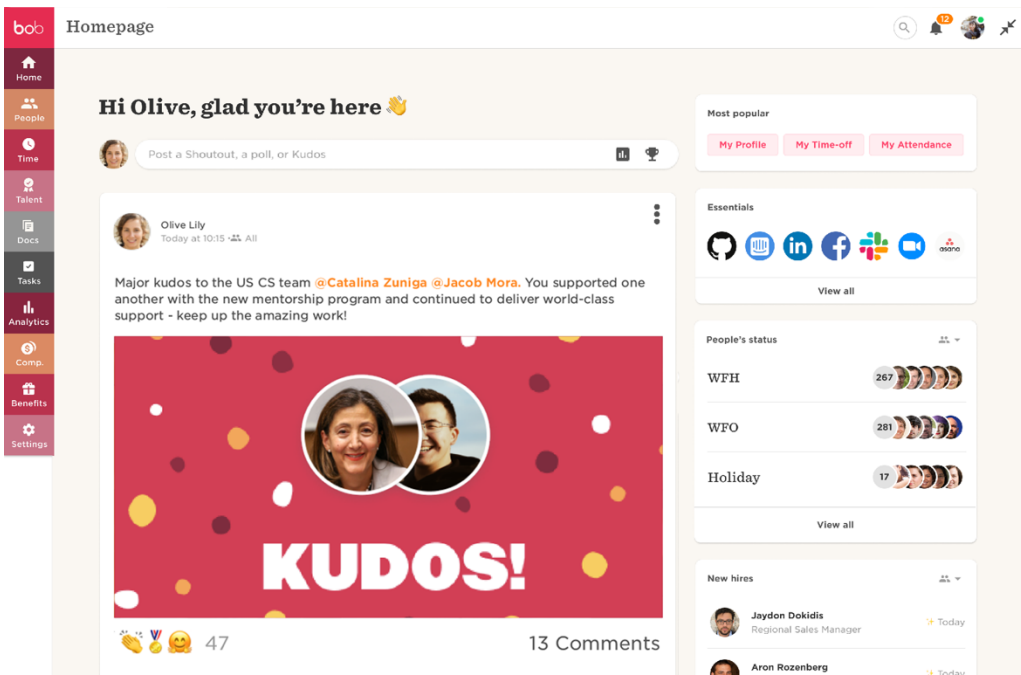 bob
Homepage
12
Home
People
Time
Talent
Docs
Tasks
Analytics
Comp.
Benefits
Settings
Hi Olive, glad you're here
Post a Shoutout, a poll, or Kudos
Olive Lily
Today at 10:15 · All
Major kudos to the US CS team @Catalina Zuniga @Jacob Mora. You supported one
another with the new mentorship program and continued to deliver world-class
support - keep up the amazing work!
KUDOS!
47
13 Comments
Most popular
My Profile
My Time-off
My Attendance
Essentials
in
asana
View all
People's status
WFH
267
WFO
281
Holiday
17
View all
New hires
Jaydon Dokidis
Regional Sales Manager
Today
Aron Rozenberg
Today